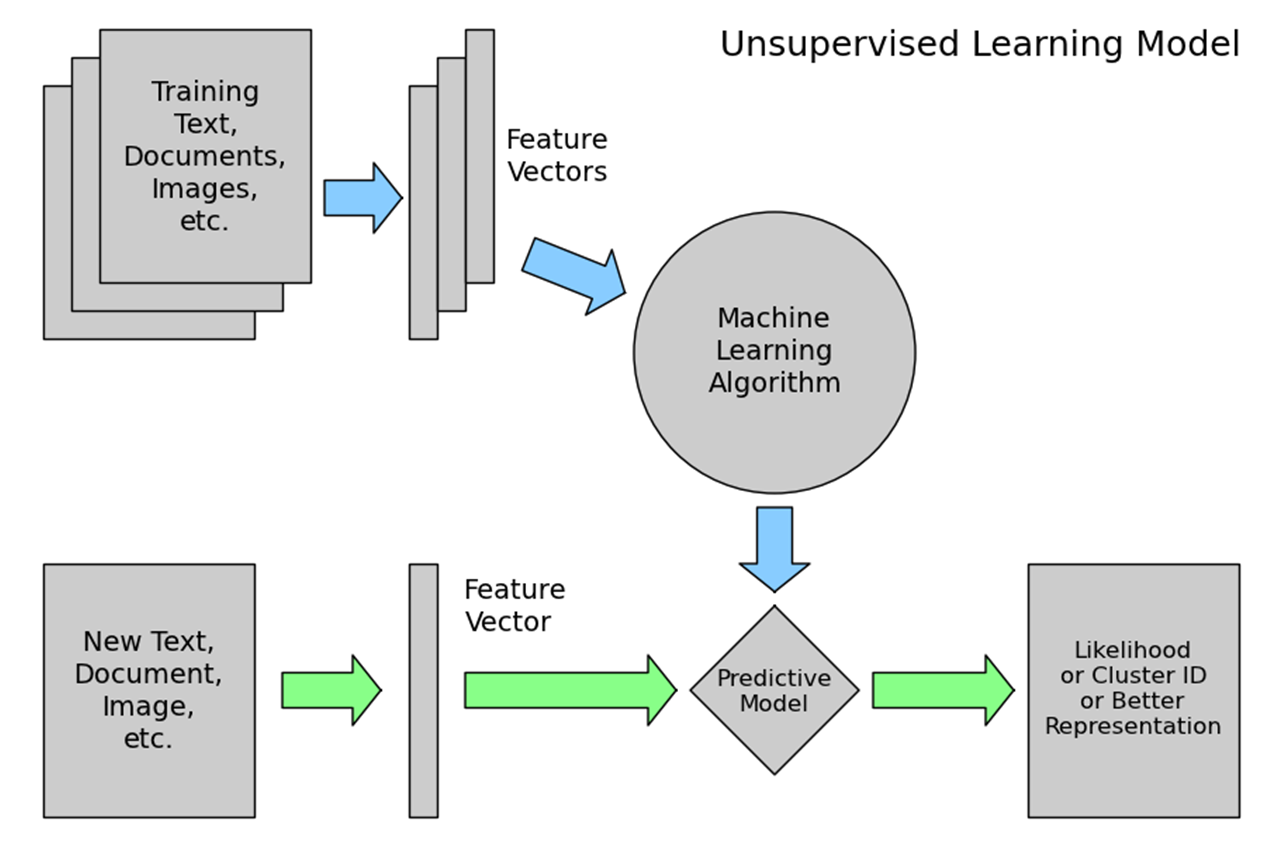 Unsupervised Learning Model
Training
Text,
Documents,
Images,
etc.
Feature
Vectors
Machine
Learning
Algorithm
New Text,
Document,
Image,
etc.
Feature
Vector
Predictive
Model
Likelihood
or Cluster ID
or Better
Representation